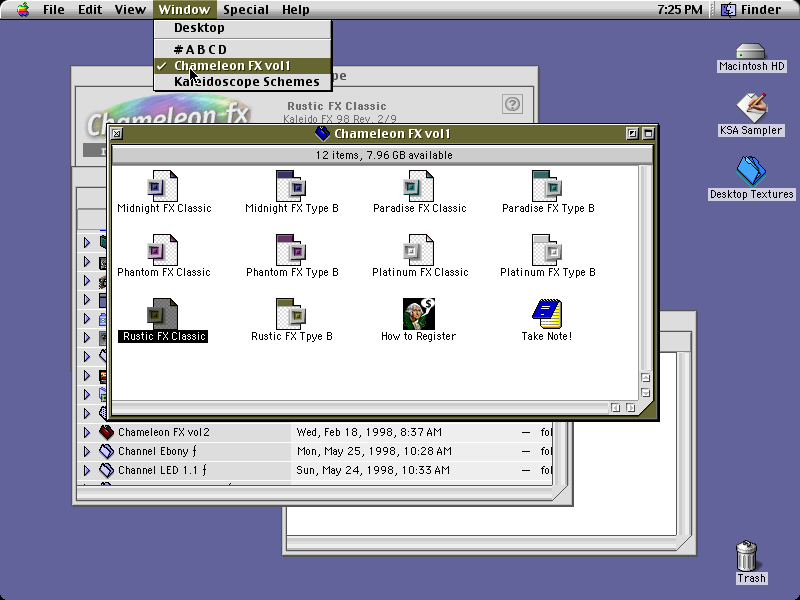 File Edit View Window Special Help 7:25 PM Finder
Desktop
#ABCD
✓ Chameleon FX vol1
Kaleidoscope Schemes
Macintosh HD
KSA Sampler
Desktop Textures
Chameleon fx
Rustic FX Classic
Kaleido FX 98 Rev. 2/9
Chameleon FX vol1
12 items, 7.96 GB available
Midnight FX Classic Midnight FX Type B Paradise FX Classic Paradise FX Type B
Phantom FX Classic Phantom FX Type B Platinum FX Classic Platinum FX Type B
Rustic FX Classic Rustic FX Tpye B How to Register Take Note!
Chameleon FX vol2 Wed, Feb 18, 1998, 8:37 AM — fol
Channel Ebony ƒ Mon, May 25, 1998, 10:28 AM — fol
Channel LED 1.1 ƒ Sun, May 24, 1998, 10:33 AM — fol
Trash